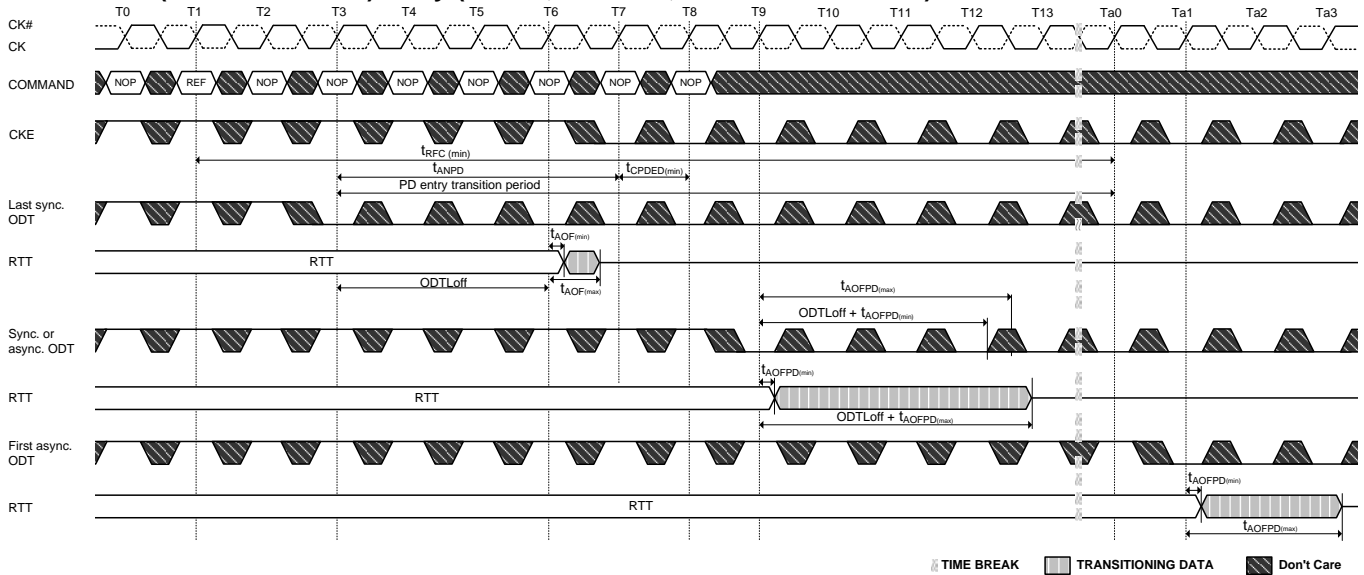 T0 T1 T2 T3 T4 T5 T6 T7 T8 T9 T10 T11 T12 T13 Ta0 Ta1 Ta2 Ta3
CK#
CK
COMMAND NOP REF NOP NOP NOP NOP NOP NOP NOP
CKE
tRFC (min)
tANPD tCPDED(min)
PD entry transition period
Last sync.
ODT
tAOF(min)
RTT RTT
ODTLoff tAOF(max)
tAOFPD(max)
ODTLoff + tAOFPD(min)
Sync. or
async. ODT
tAOFPD(min)
RTT RTT
ODTLoff + tAOFPD(max)
First async.
ODT
tAOFPD(min)
RTT RTT
tAOFPD(max)
TIME BREAK TRANSITIONING DATA Don't Care